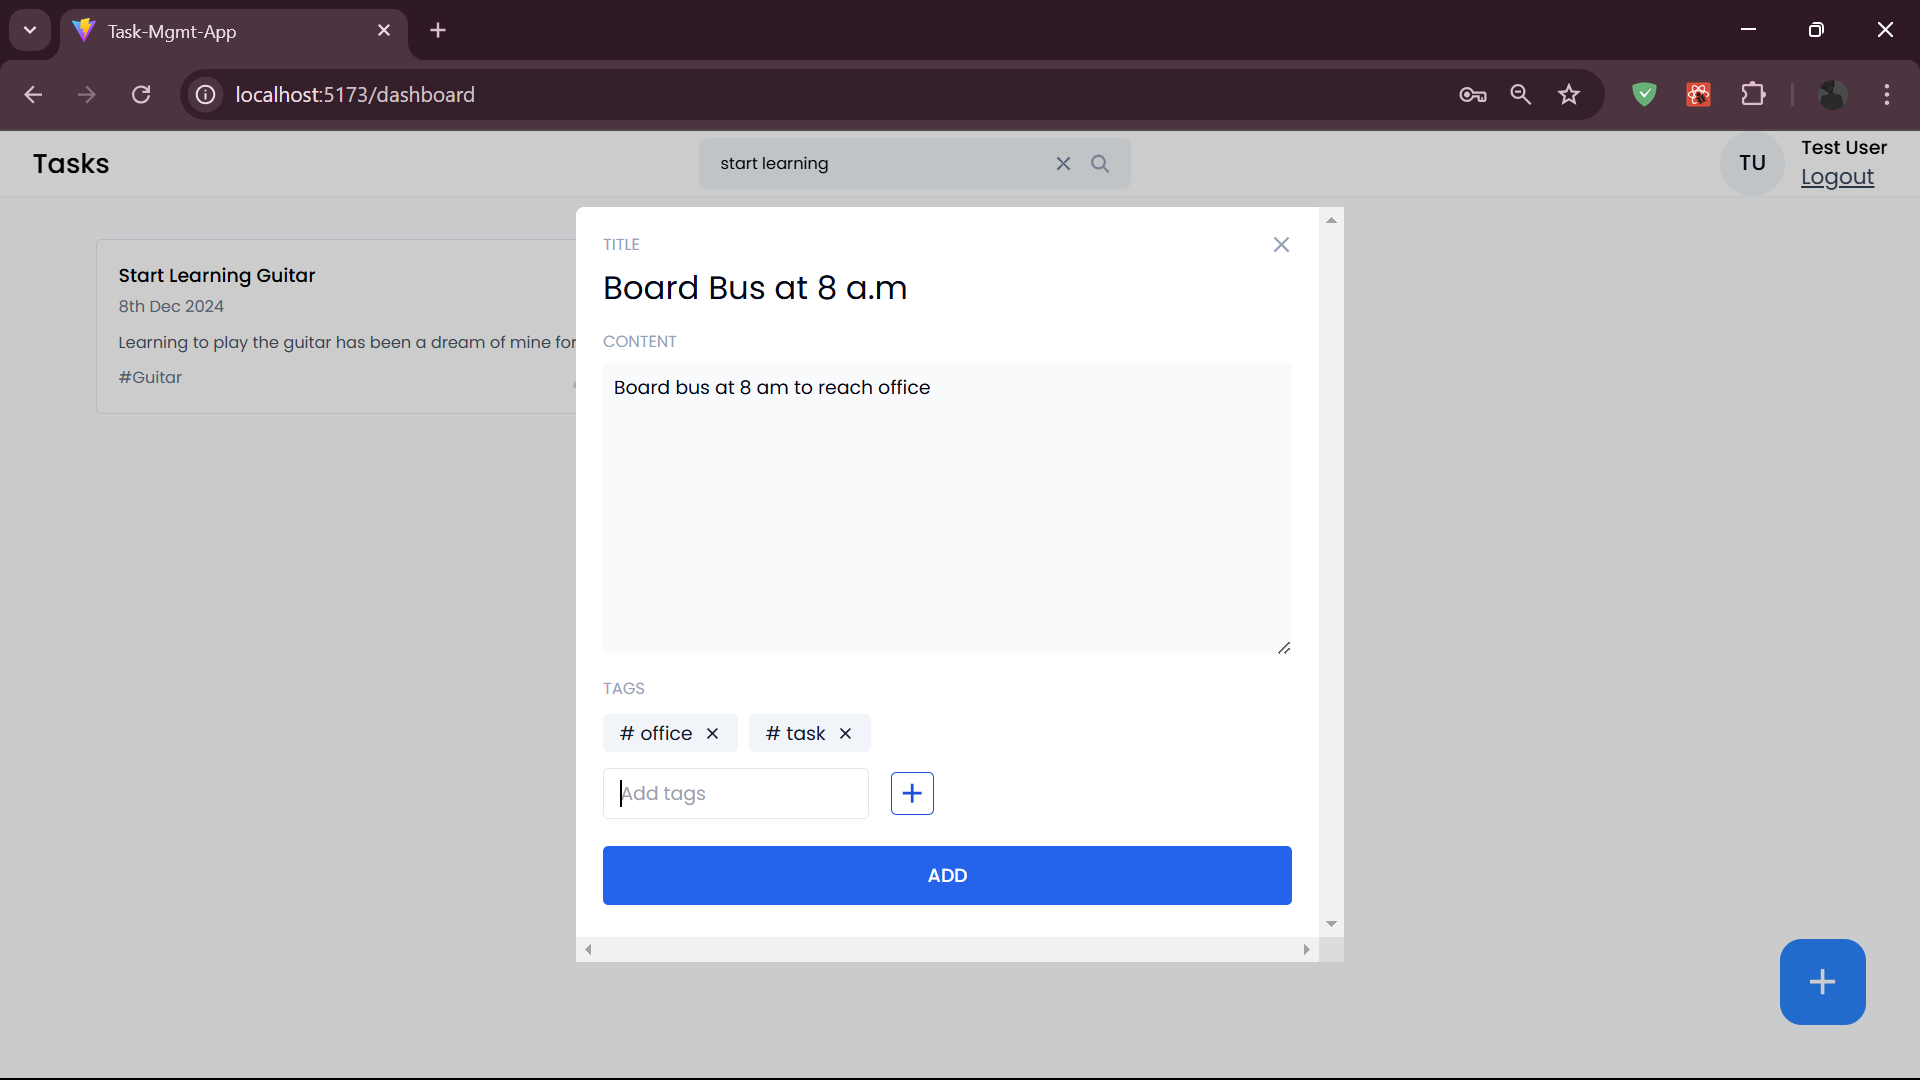 Task-Mgmt-App
localhost:5173/dashboard
Tasks
start learning
TU
Test User
Logout
Start Learning Guitar
8th Dec 2024
Learning to play the guitar has been a dream of mine for
#Guitar
TITLE
Board Bus at 8 a.m
CONTENT
Board bus at 8 am to reach office
TAGS
# office
# task
Add tags
ADD